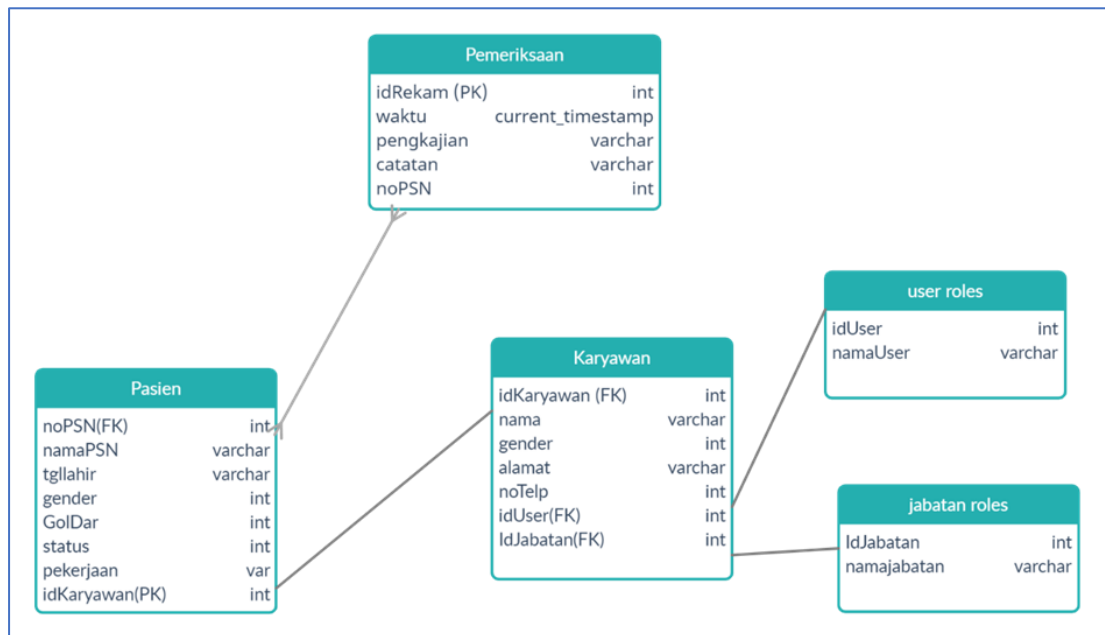 Pemeriksaan
idRekam (PK) int
waktu current_timestamp
pengkajian varchar
catatan varchar
noPSN int
user roles
idUser int
namaUser varchar
Karyawan
idKaryawan (FK) int
nama varchar
gender int
alamat varchar
noTelp int
idUser(FK) int
IdJabatan(FK) int
Pasien
noPSN(FK) int
namaPSN varchar
tgllahir varchar
gender int
GolDar int
status int
pekerjaan var
idKaryawan(PK) int
jabatan roles
IdJabatan int
namajabatan varchar